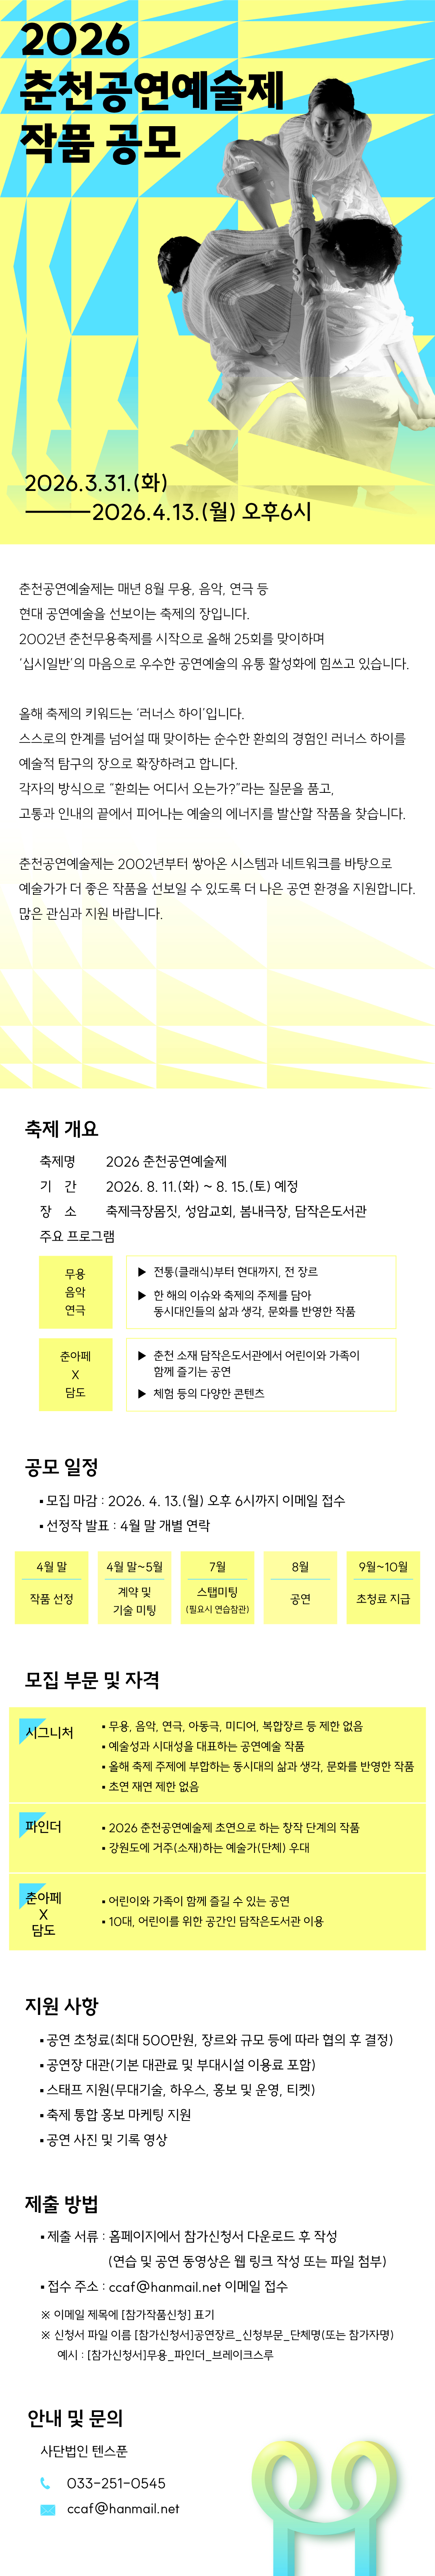 2026
춘천공연예술제
작품 공모
2026.3.31.(화)
2026.4.13.(월) 오후6시
춘천공연예술제는 매년 8월 무용, 음악, 연극 등
현대 공연예술을 선보이는 축제의 장입니다.
2002년 춘천무용축제를 시작으로 올해 25회를 맞이하며
'십시일반'의 마음으로 우수한 공연예술의 유통 활성화에 힘쓰고 있습니다.
올해 축제의 키워드는 '러너스 하이'입니다.
스스로의 한계를 넘어설 때 맞이하는 순수한 환희의 경험인 러너스 하이를
예술적 탐구의 장으로 확장하려고 합니다.
각자의 방식으로 "환희는 어디서 오는가?"라는 질문을 품고,
고통과 인내의 끝에서 피어나는 예술의 에너지를 발산할 작품을 찾습니다.
춘천공연예술제는 2002년부터 쌓아온 시스템과 네트워크를 바탕으로
예술가가 더 좋은 작품을 선보일 수 있도록 더 나은 공연 환경을 지원합니다.
많은 관심과 지원 바랍니다.
축제 개요
축제명 2026 춘천공연예술제
기 간 2026. 8. 11.(화) ~ 8. 15.(토) 예정
장 소 축제극장몸짓, 성암교회, 봄내극장, 담작은도서관
주요 프로그램
무용
음악
연극
▶ 전통(클래식)부터 현대까지, 전 장르
▶ 한 해의 이슈와 축제의 주제를 담아
동시대인들의 삶과 생각, 문화를 반영한 작품
춘아페
X
담도
▶ 춘천 소재 담작은도서관에서 어린이와 가족이
함께 즐기는 공연
▶ 체험 등의 다양한 콘텐츠
공모 일정
▪ 모집 마감 : 2026. 4. 13.(월) 오후 6시까지 이메일 접수
▪ 선정작 발표 : 4월 말 개별 연락
4월 말
작품 선정
4월 말~5월
계약 및
기술 미팅
7월
스탭미팅
(필요시 연습참관)
8월
공연
9월~10월
초청료 지급
모집 부문 및 자격
시그니처
▪ 무용, 음악, 연극, 아동극, 미디어, 복합장르 등 제한 없음
▪ 예술성과 시대성을 대표하는 공연예술 작품
▪ 올해 축제 주제에 부합하는 동시대의 삶과 생각, 문화를 반영한 작품
▪ 초연 재연 제한 없음
파인더
▪ 2026 춘천공연예술제 초연으로 하는 창작 단계의 작품
▪ 강원도에 거주(소재)하는 예술가(단체) 우대
춘아페
X
담도
▪ 어린이와 가족이 함께 즐길 수 있는 공연
▪ 10대, 어린이를 위한 공간인 담작은도서관 이용
지원 사항
▪ 공연 초청료(최대 500만원, 장르와 규모 등에 따라 협의 후 결정)
▪ 공연장 대관(기본 대관료 및 부대시설 이용료 포함)
▪ 스태프 지원(무대기술, 하우스, 홍보 및 운영, 티켓)
▪ 축제 통합 홍보 마케팅 지원
▪ 공연 사진 및 기록 영상
제출 방법
▪ 제출 서류 : 홈페이지에서 참가신청서 다운로드 후 작성
(연습 및 공연 동영상은 웹 링크 작성 또는 파일 첨부)
▪ 접수 주소 : ccaf@hanmail.net 이메일 접수
※ 이메일 제목에 [참가작품신청] 표기
※ 신청서 파일 이름 [참가신청서]공연장르_신청부문_단체명(또는 참가자명)
예시 : [참가신청서]무용_파인더_브레이크스루
안내 및 문의
사단법인 텐스푼
033-251-0545
ccaf@hanmail.net